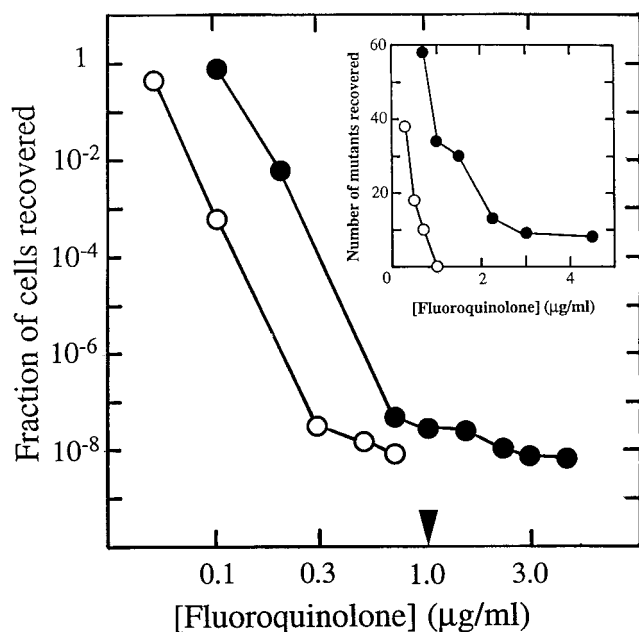 Fraction of cells recovered
1
10-2
10-4
10-6
10-8
0.1 0.3 1.0 3.0
[Fluoroquinolone] (µg/ml)
Number of mutants recovered
60
40
20
0 2 4
[Fluoroquinolone] (µg/ml)